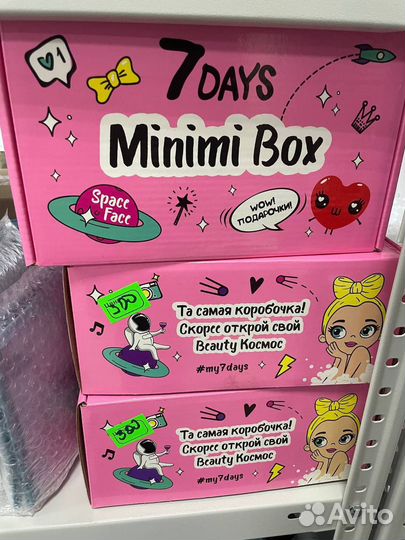 1
7 DAYS
Minimi Box
Space
Face
WOW!
ПОДАРОЧКИ!
Та самая коробочка!
Скорее открой свой
Beauty Космос
#my7days
Та самая коробочка!
Скорее открой свой
Beauty Космос
#my7days
Avito